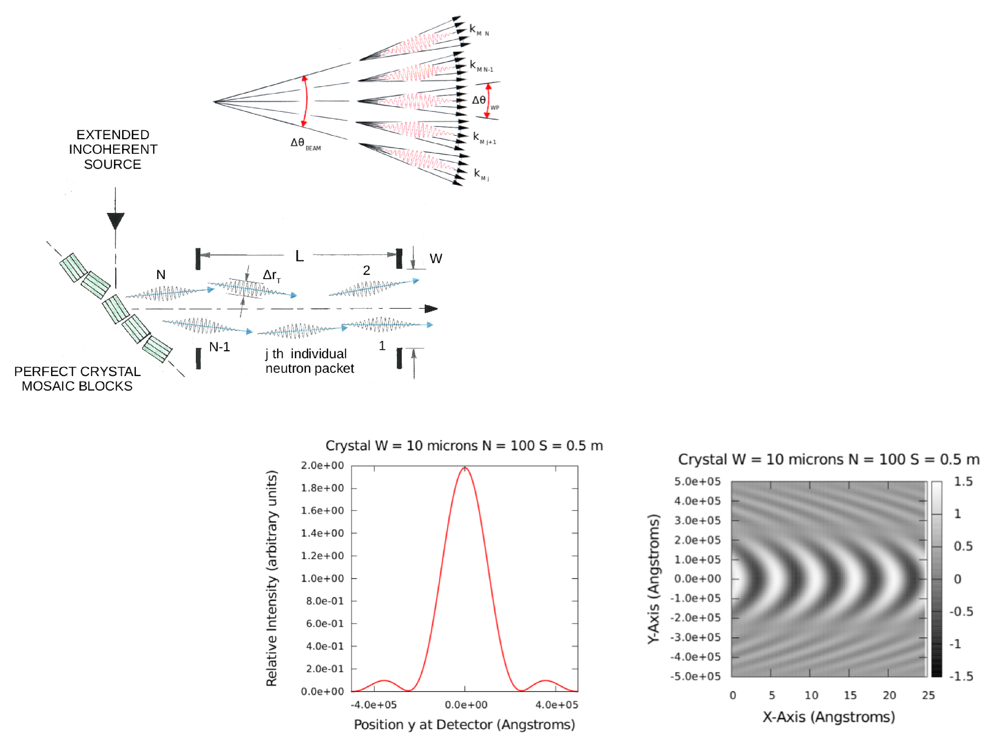 k M N
k M N-1
Δθ WP
k M j+1
k M j
Δθ BEAM
EXTENDED
INCOHERENT
SOURCE
L
W
N
Δr T
2
N-1
j th individual
neutron packet
1
PERFECT CRYSTAL
MOSAIC BLOCKS
Crystal W = 10 microns N = 100 S = 0.5 m
Relative Intensity (arbitrary units)
2.0e+00
1.8e+00
1.6e+00
1.4e+00
1.2e+00
1.0e+00
8.0e-01
6.0e-01
4.0e-01
2.0e-01
0.0e+00
-4.0e+05 0.0e+00 4.0e+05
Position y at Detector (Angstroms)
Crystal W = 10 microns N = 100 S = 0.5 m
Y-Axis (Angstroms)
5.0e+05
4.0e+05
3.0e+05
2.0e+05
1.0e+05
0.0e+00
-1.0e+05
-2.0e+05
-3.0e+05
-4.0e+05
-5.0e+05
1.5
1
0.5
0
-0.5
-1
-1.5
0 5 10 15 20 25
X-Axis (Angstroms)